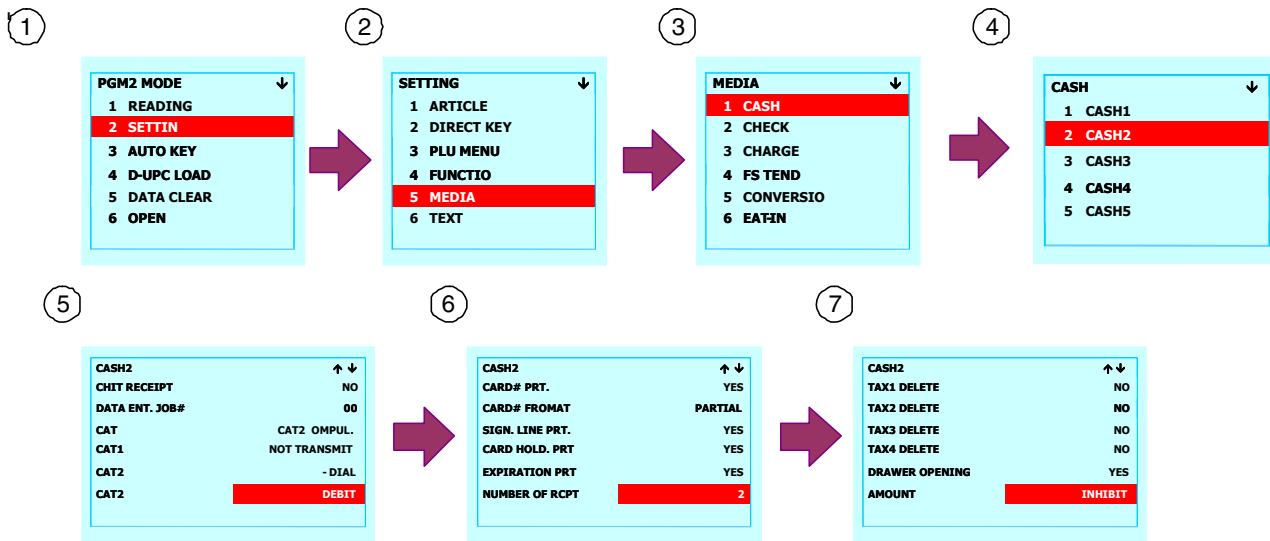 1
PGM2 MODE ↓
1 READING
2 SETTIN
3 AUTO KEY
4 D-UPC LOAD
5 DATA CLEAR
6 OPEN
2
SETTING ↓
1 ARTICLE
2 DIRECT KEY
3 PLU MENU
4 FUNCTIO
5 MEDIA
6 TEXT
3
MEDIA ↓
1 CASH
2 CHECK
3 CHARGE
4 FS TEND
5 CONVERSIO
6 EAT-IN
4
CASH ↓
1 CASH1
2 CASH2
3 CASH3
4 CASH4
5 CASH5
5
CASH2 ↑ ↓
CHIT RECEIPT NO
DATA ENT. JOB# 00
CAT CAT2 OMPUL.
CAT1 NOT TRANSMIT
CAT2 - DIAL
CAT2 DEBIT
6
CASH2 ↑ ↓
CARD# PRT. YES
CARD# FROMAT PARTIAL
SIGN. LINE PRT. YES
CARD HOLD. PRT YES
EXPIRATION PRT YES
NUMBER OF RCPT 2
7
CASH2 ↑ ↓
TAX1 DELETE NO
TAX2 DELETE NO
TAX3 DELETE NO
TAX4 DELETE NO
DRAWER OPENING YES
AMOUNT INHIBIT